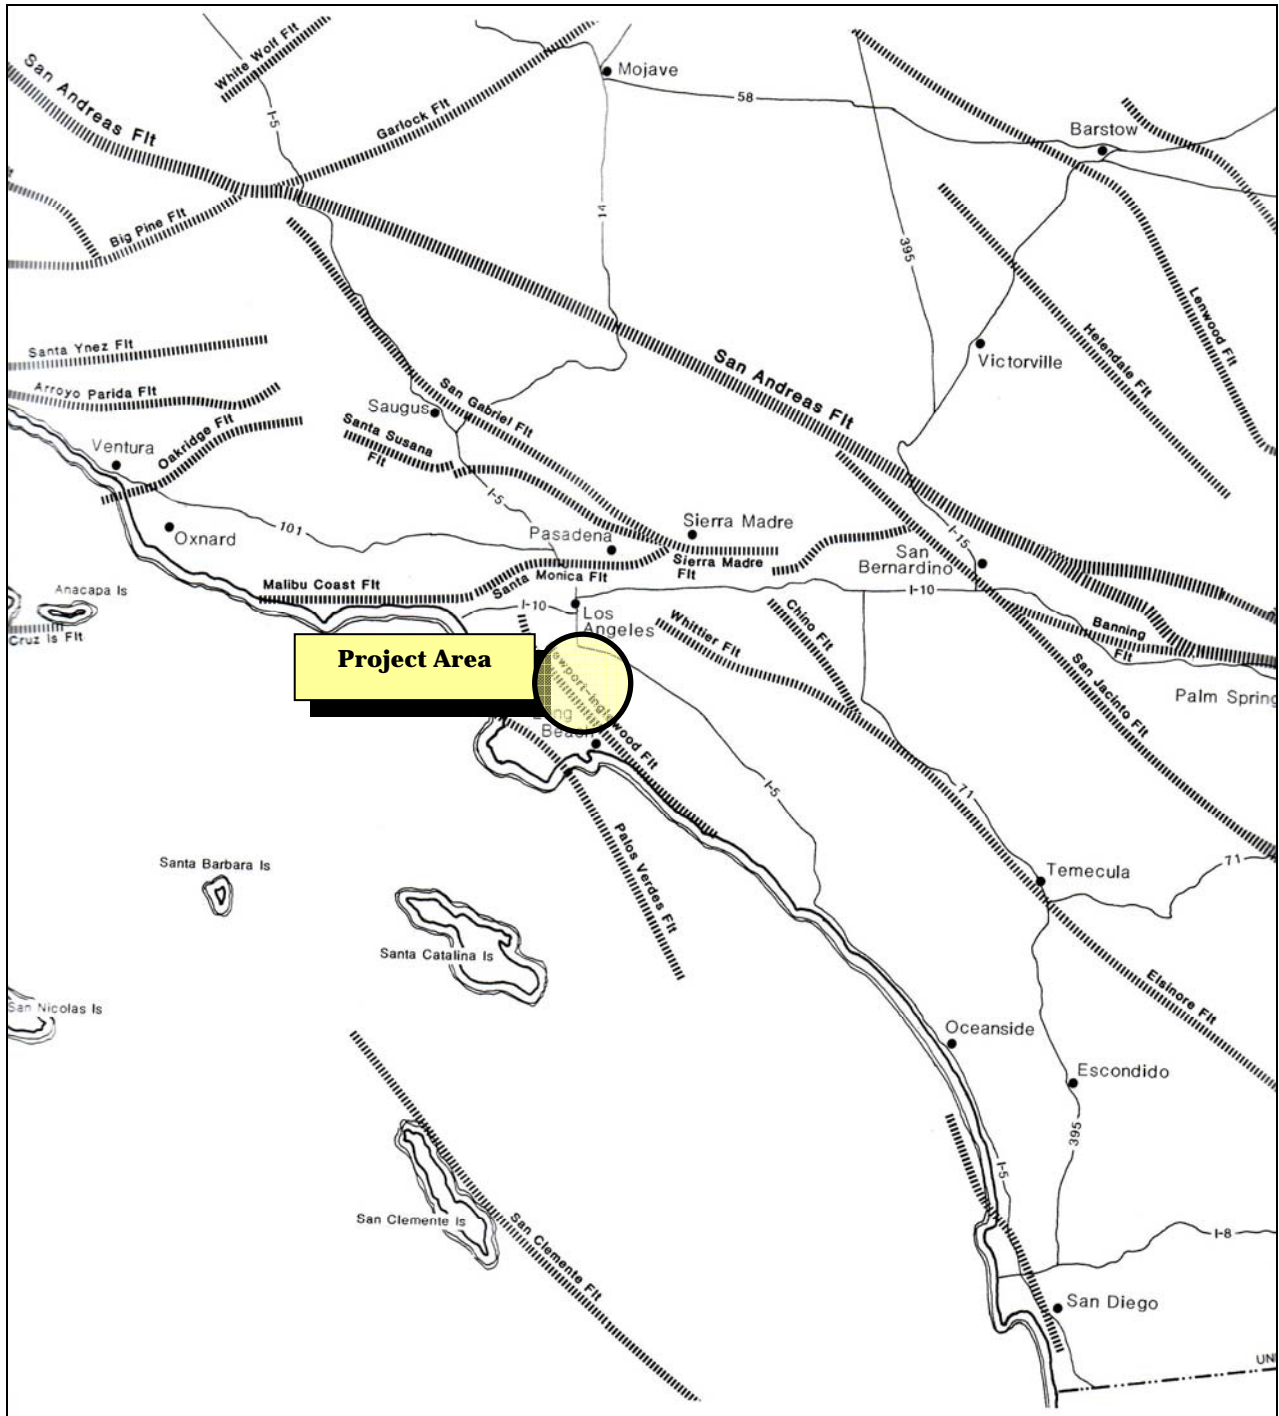 White Wolf Flt
San Andreas Flt
I-5
Garlock Flt
Mojave
58
Barstow
14
395
Big Pine Flt
Lenwood Flt
Helendale Flt
Victorville
Santa Ynez Flt
San Andreas Flt
Arroyo Parida Flt
San Gabriel Flt
Saugus
Santa Susana
Flt
Oakridge Flt
Ventura
I-5
101
Oxnard
Pasadena
Sierra Madre
Sierra Madre
Flt
I-15
San
Bernardino
Santa Monica Flt
Malibu Coast Flt
Anacapa Is
Cruz Is Flt
I-10
I-10
Los
Angeles
Whittier Flt
Chino Flt
Banning
Flt
San Jacinto Flt
Palm Spring
Project Area
Beach
I-5
71
Palos Verdes Flt
Santa Barbara Is
Temecula
71
Santa Catalina Is
San Nicolas Is
Elsinore Flt
Oceanside
Escondido
395
I-5
San Clemente Is
San Clemente Flt
I-8
San Diego
UN